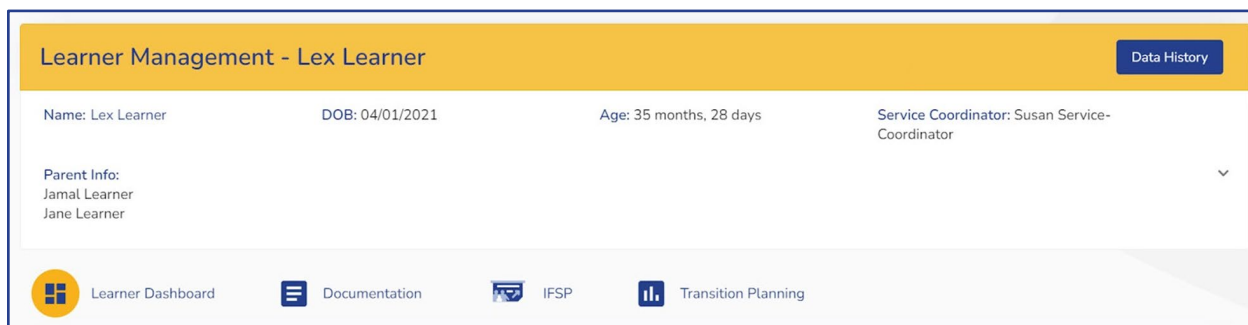 Learner Management - Lex Learner
Data History
Name: Lex Learner
DOB: 04/01/2021
Age: 35 months, 28 days
Service Coordinator: Susan Service-
Coordinator
Parent Info:
Jamal Learner
Jane Learner
Learner Dashboard
Documentation
IFSP
Transition Planning